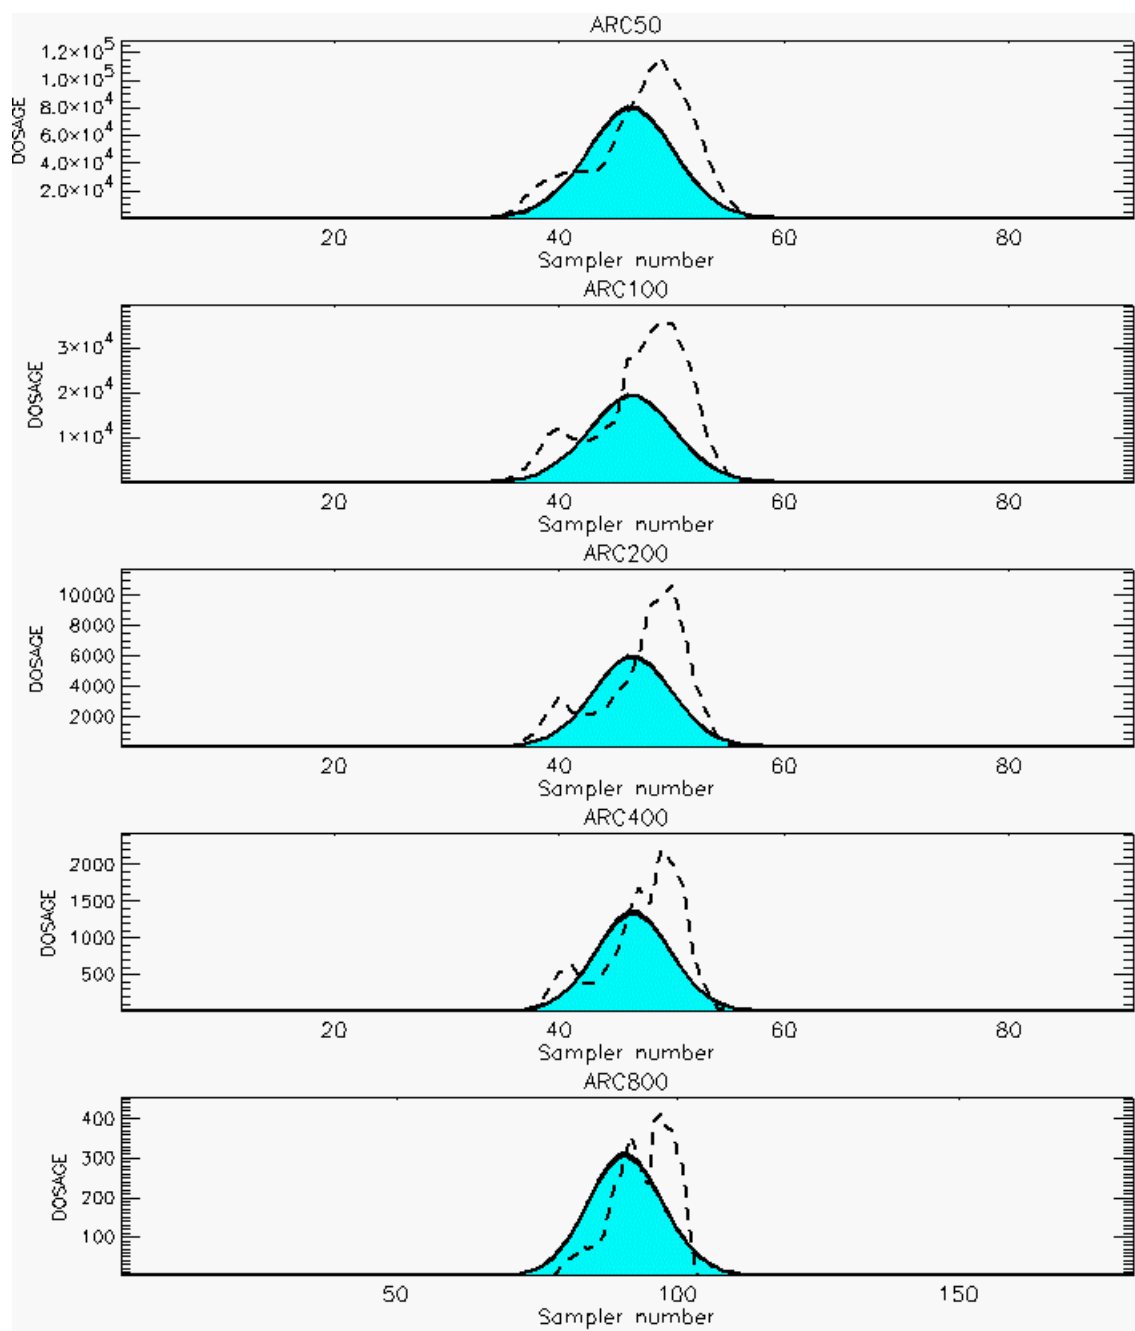 ARC50
1.2×10^5
1.0×10^5
8.0×10^4
6.0×10^4
4.0×10^4
2.0×10^4
DOSAGE
20 40 60 80
Sampler number
ARC100
3×10^4
2×10^4
1×10^4
DOSAGE
20 40 60 80
Sampler number
ARC200
10000
8000
6000
4000
2000
DOSAGE
20 40 60 80
Sampler number
ARC400
2000
1500
1000
500
DOSAGE
20 40 60 80
Sampler number
ARC800
400
300
200
100
DOSAGE
50 100 150
Sampler number